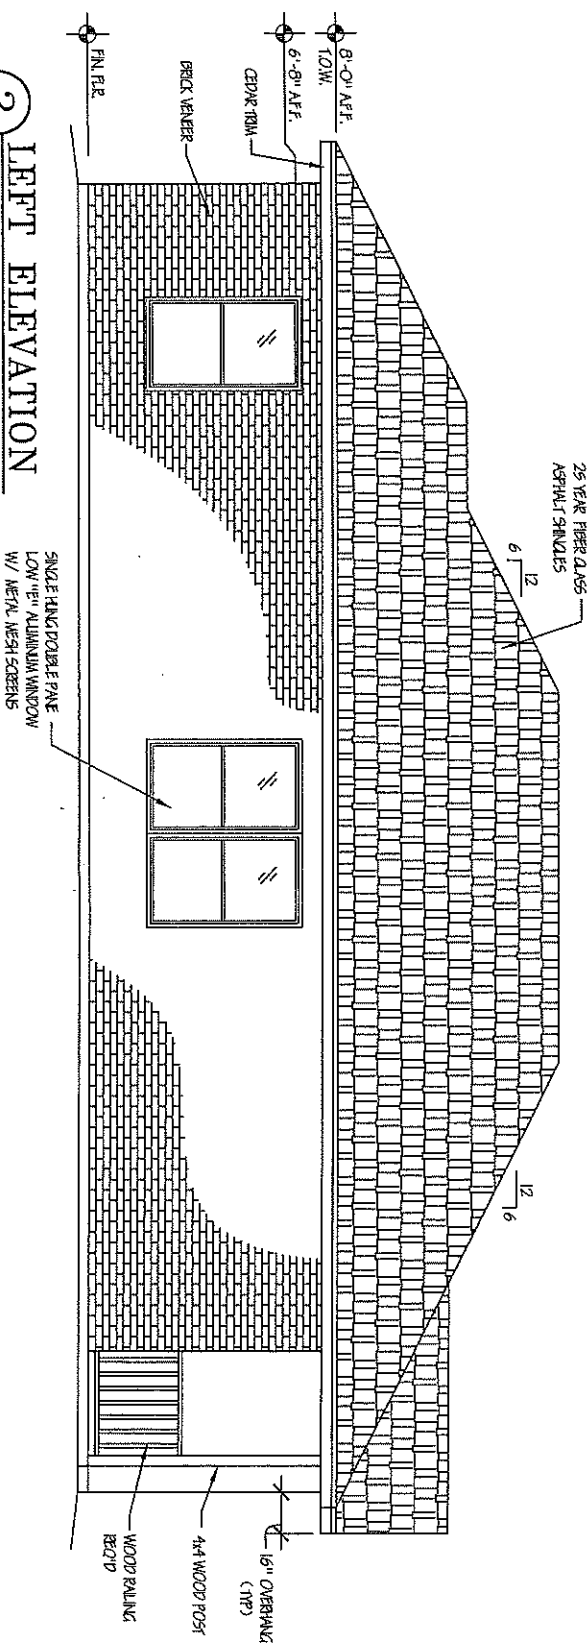 25 YEAR FIBER GLASS
ASPHALT SHINGLES
12
6
12
6
8'-0" A.F.F.
T.O.W.
6'-8" A.F.F.
CEDAR TRIM
BRICK VENEER
FIN. FLR.
16" OVERHANG
(TYP)
4x4 WOOD POST
WOOD RAILING
REQ'D
SINGLE HUNG DOUBLE PANE
LOW "E" ALUMINUM WINDOW
W/ METAL MESH SCREENS
2
LEFT ELEVATION